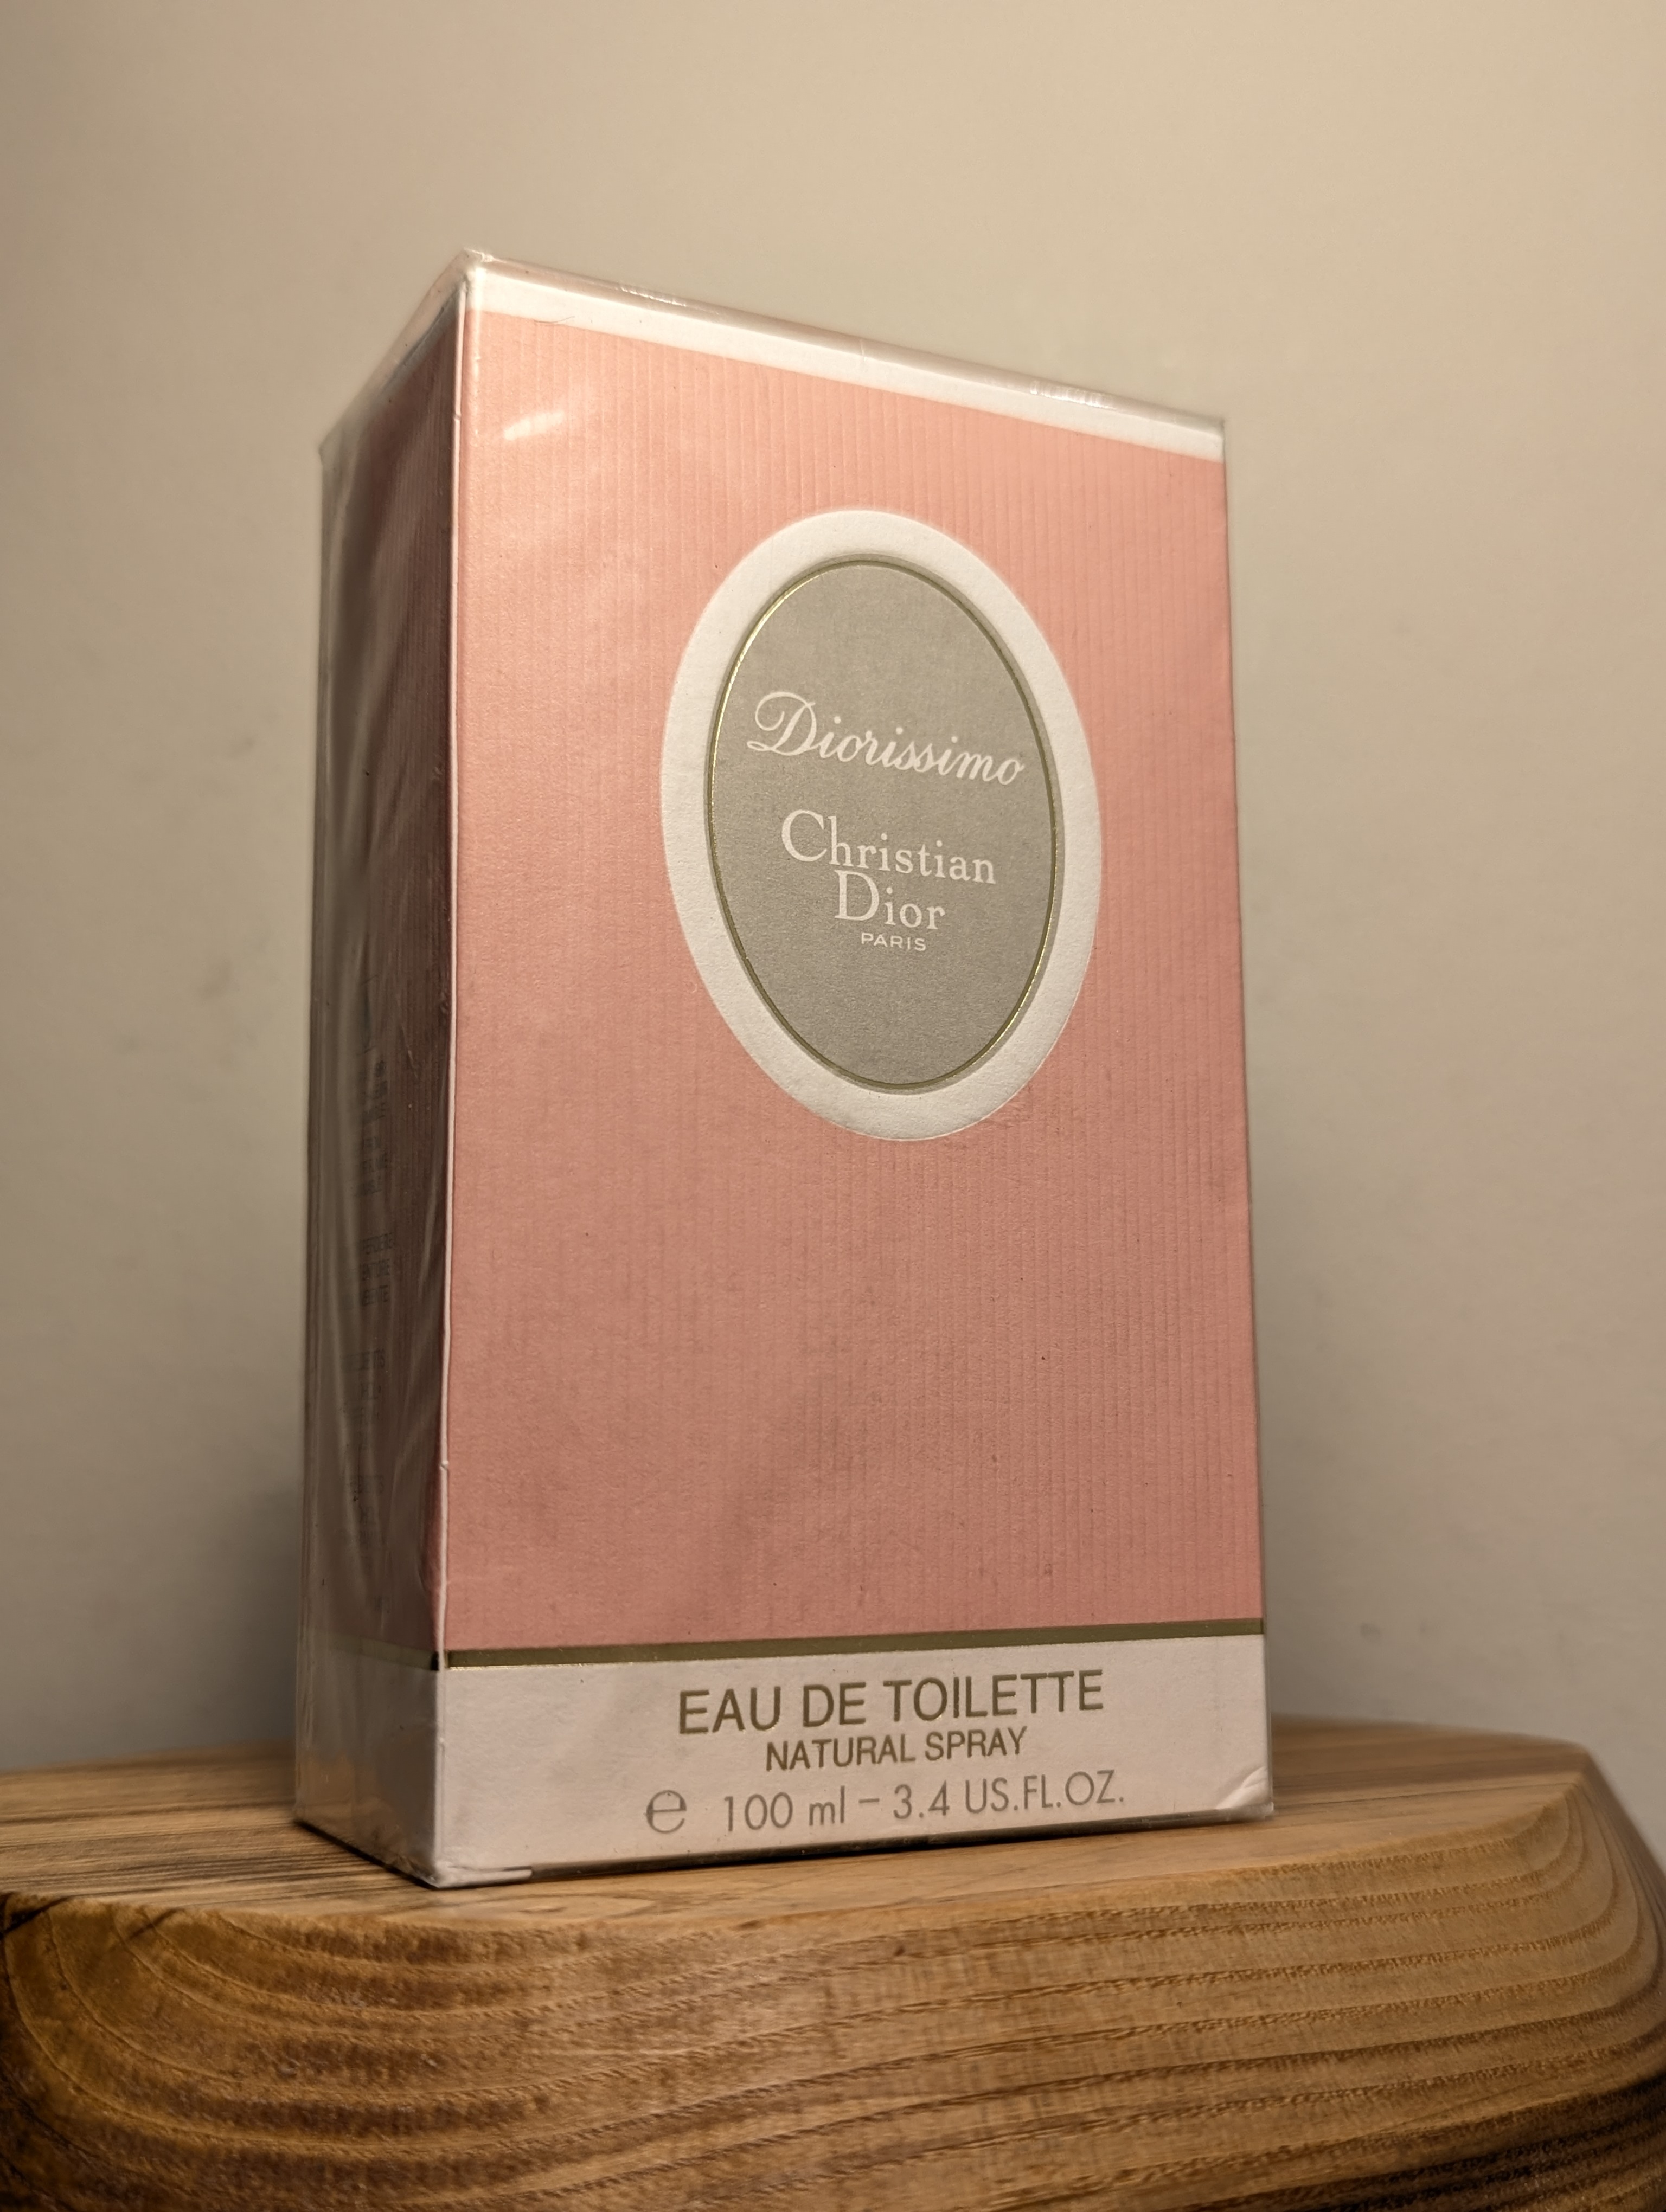 Diorissimo
Christian
Dior
PARIS
EAU DE TOILETTE
NATURAL SPRAY
e 100 ml – 3.4 US.FL.OZ.